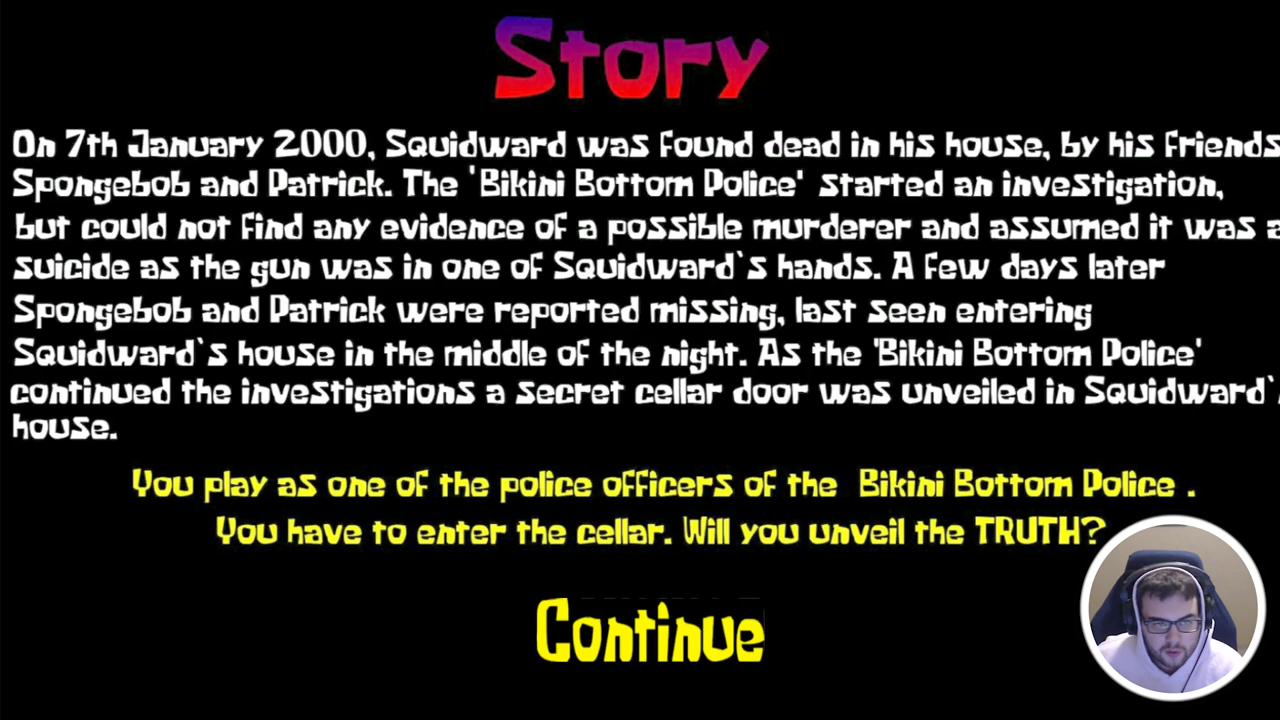 Story
On 7th January 2000, Squidward was found dead in his house, by his friends
Spongebob and Patrick. The 'Bikini Bottom Police' started an investigation,
but could not find any evidence of a possible murderer and assumed it was a
suicide as the gun was in one of Squidward`s hands. A few days later
Spongebob and Patrick were reported missing, last seen entering
Squidward`s house in the middle of the night. As the 'Bikini Bottom Police'
continued the investigations a secret cellar door was unveiled in Squidward`s
house.
You play as one of the police officers of the Bikini Bottom Police .
You have to enter the cellar. Will you unveil the TRUTH?
Continue